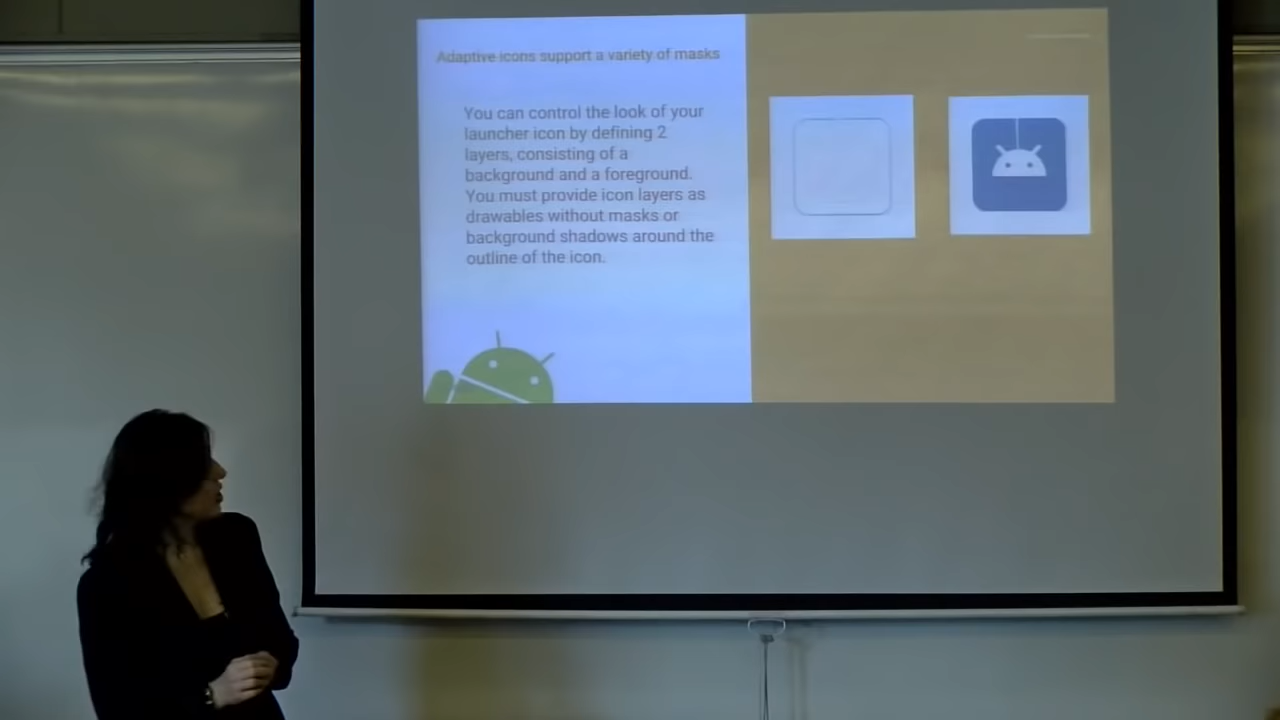 Adaptive icons support a variety of masks
You can control the look of your
launcher icon by defining 2
layers, consisting of a
background and a foreground.
You must provide icon layers as
drawables without masks or
background shadows around the
outline of the icon.